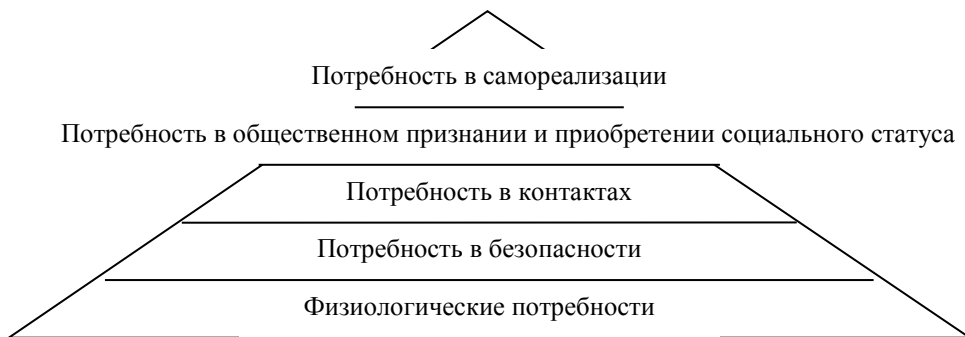 Потребность в самореализации
Потребность в общественном признании и приобретении социального статуса
Потребность в контактах
Потребность в безопасности
Физиологические потребности